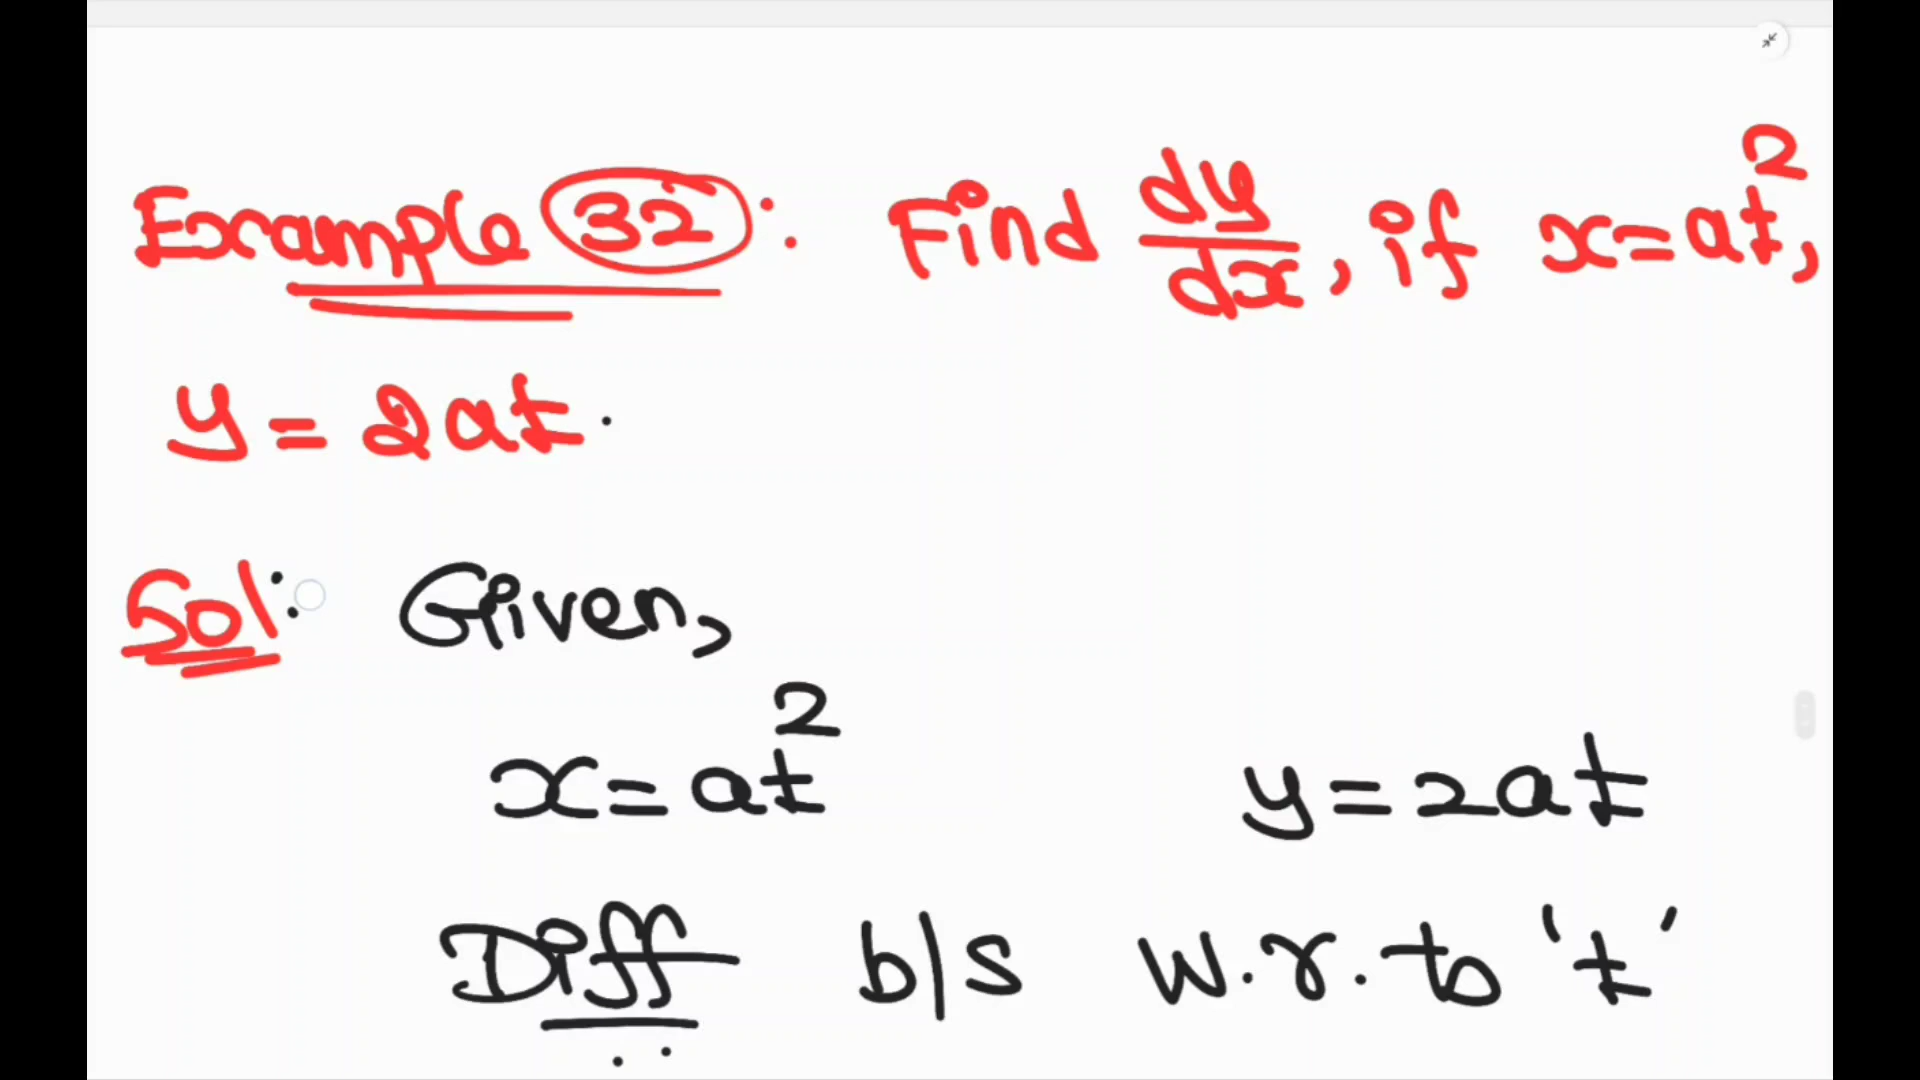 Example 32 : Find dy/dx, if x = at²,
y = 2at.
Sol: Given,
x = at² y = 2at
Diff b/s w.r.to 't'